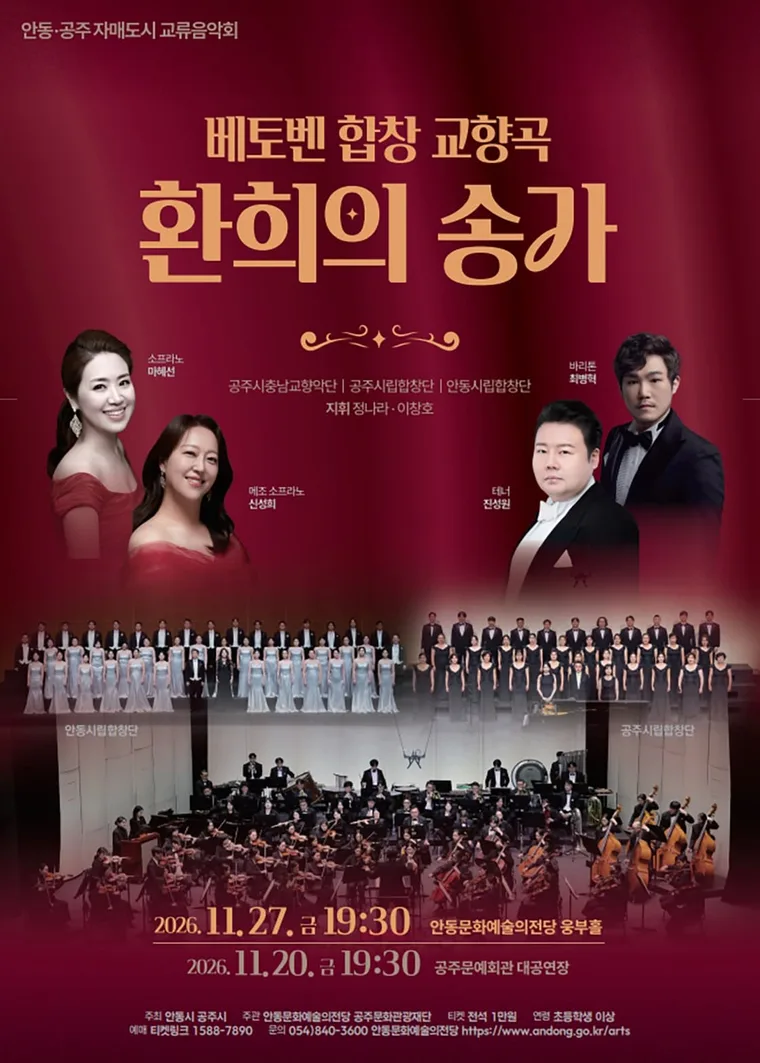 안동·공주 자매도시 교류음악회
베토벤 합창 교향곡
환희의 송가
소프라노
마혜선
바리톤
최병혁
공주시충남교향악단 | 공주시립합창단 | 안동시립합창단
지휘 정나라 · 이창호
메조 소프라노
신성희
테너
진성원
안동시립합창단
공주시립합창단
2026. 11. 27. 금 19:30 안동문화예술의전당 웅부홀
2026. 11. 20. 금 19:30 공주문예회관 대공연장
주최 안동시 공주시 주관 안동문화예술의전당 공주문화관광재단 티켓 전석 1만원 연령 초등학생 이상
예매 티켓링크 1588-7890 문의 054)840-3600 안동문화예술의전당 https://www.andong.go.kr/arts